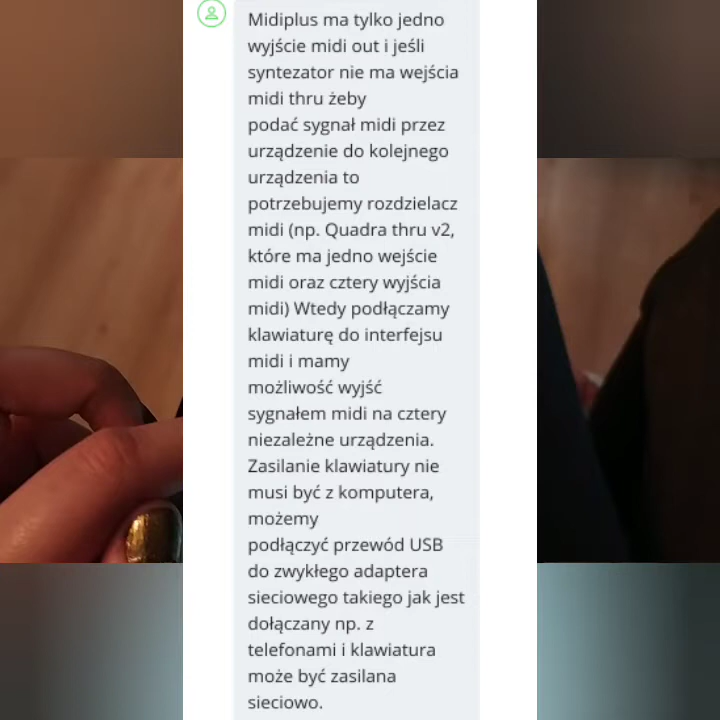 Midiplus ma tylko jedno
wyjście midi out i jeśli
syntezator nie ma wejścia
midi thru żeby
podać sygnał midi przez
urządzenie do kolejnego
urządzenia to
potrzebujemy rozdzielacz
midi (np. Quadra thru v2,
które ma jedno wejście
midi oraz cztery wyjścia
midi) Wtedy podłączamy
klawiaturę do interfejsu
midi i mamy
możliwość wyjść
sygnałem midi na cztery
niezależne urządzenia.
Zasilanie klawiatury nie
musi być z komputera,
możemy
podłączyć przewód USB
do zwykłego adaptera
sieciowego takiego jak jest
dołączany np. z
telefonami i klawiatura
może być zasilana
sieciowo.